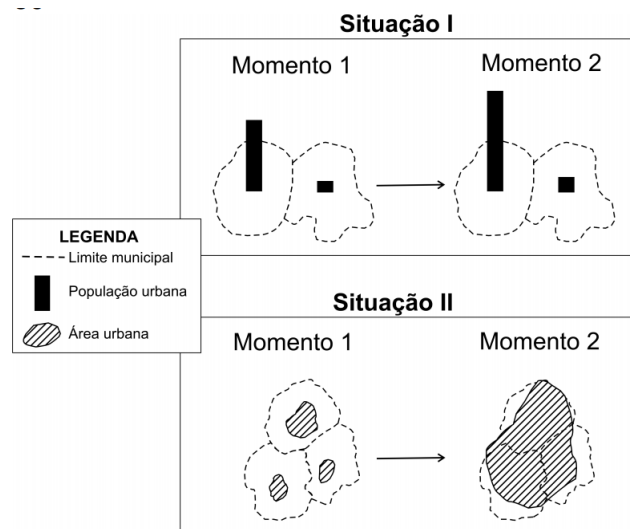 Situação I
Momento 1
Momento 2
LEGENDA
Limite municipal
População urbana
Área urbana
Situação II
Momento 1
Momento 2